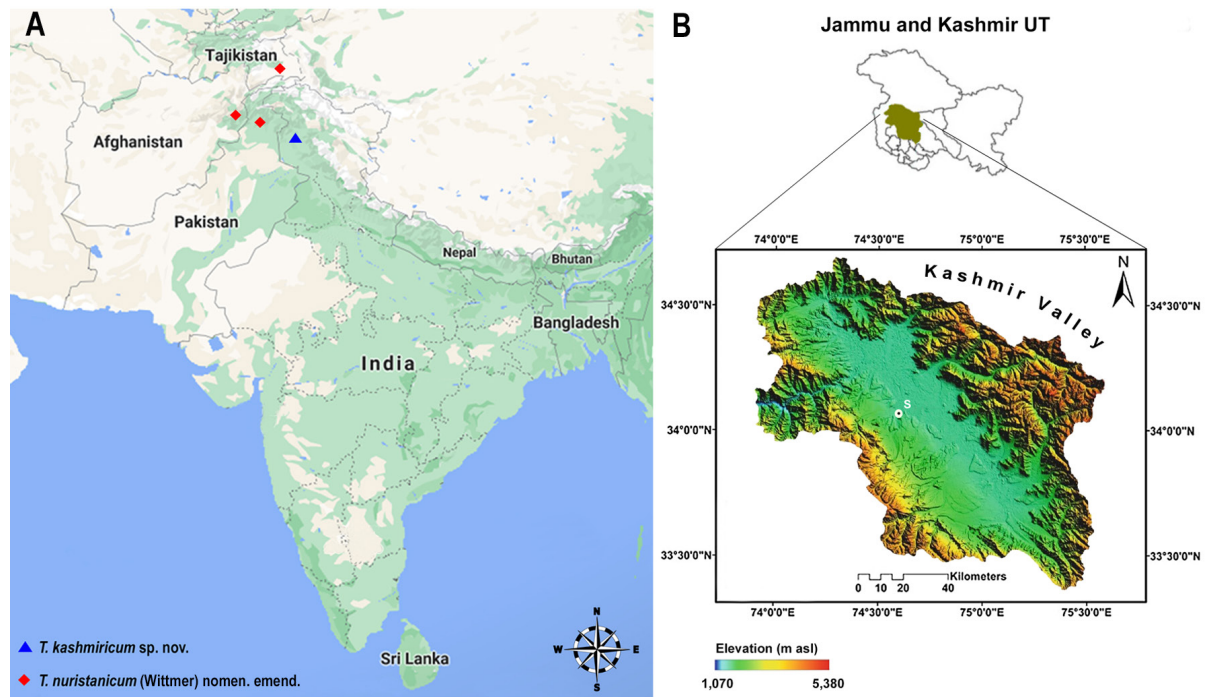 A
Tajikistan
Afghanistan
Pakistan
Nepal
Bhutan
Bangladesh
India
Sri Lanka
N
W E
S
T. kashmiricum sp. nov.
T. nuristanicum (Wittmer) nomen. emend.
B
Jammu and Kashmir UT
74°0'0"E 74°30'0"E 75°0'0"E 75°30'0"E
Kashmir Valley
N
34°30'0"N 34°30'0"N
S
34°0'0"N 34°0'0"N
33°30'0"N 33°30'0"N
Kilometers
0 10 20 40
74°0'0"E 74°30'0"E 75°0'0"E 75°30'0"E
Elevation (m asl)
1,070 5,380